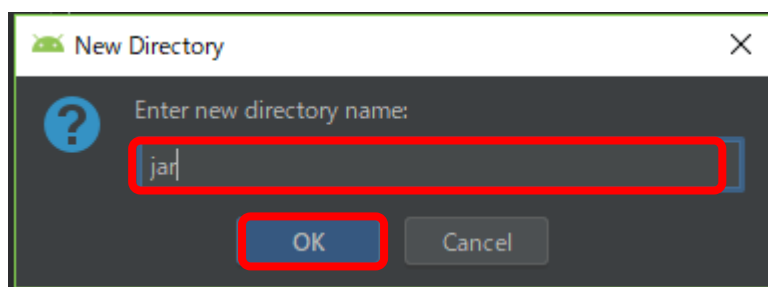 New Directory
Enter new directory name:
jar
OK
Cancel